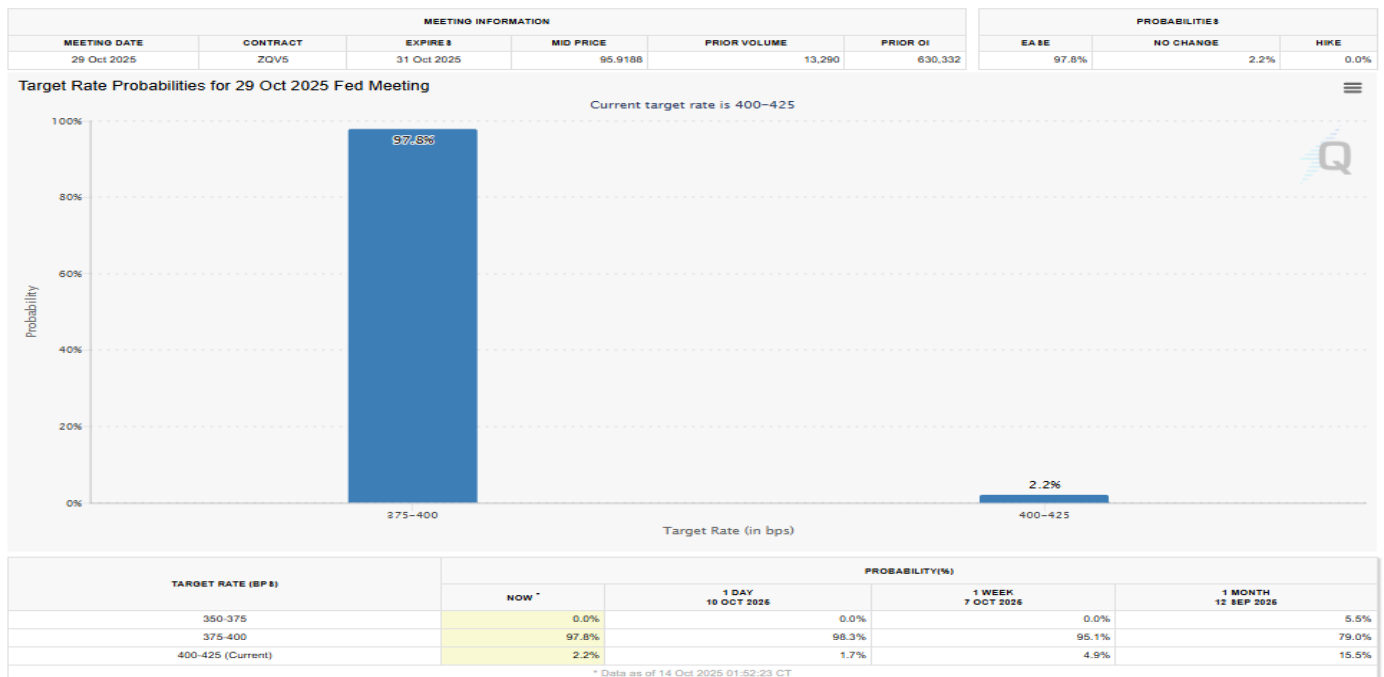 MEETING INFORMATION
MEETING DATE CONTRACT EXPIRES MID PRICE PRIOR VOLUME PRIOR OI
29 Oct 2025 ZQV5 31 Oct 2025 95.9188 13,290 630,332
PROBABILITIES
EASE NO CHANGE HIKE
97.8% 2.2% 0.0%
Target Rate Probabilities for 29 Oct 2025 Fed Meeting
Current target rate is 400–425
100%
80%
60%
40%
20%
0%
Probability
97.8%
2.2%
Q
375–400 400–425
Target Rate (in bps)
TARGET RATE (BPS) PROBABILITY(%)
NOW * 1 DAY 1 WEEK 1 MONTH
10 OCT 2025 7 OCT 2025 12 SEP 2025
350-375 0.0% 0.0% 0.0% 5.5%
375-400 97.8% 98.3% 95.1% 79.0%
400-425 (Current) 2.2% 1.7% 4.9% 15.5%
* Data as of 14 Oct 2025 01:52:23 CT